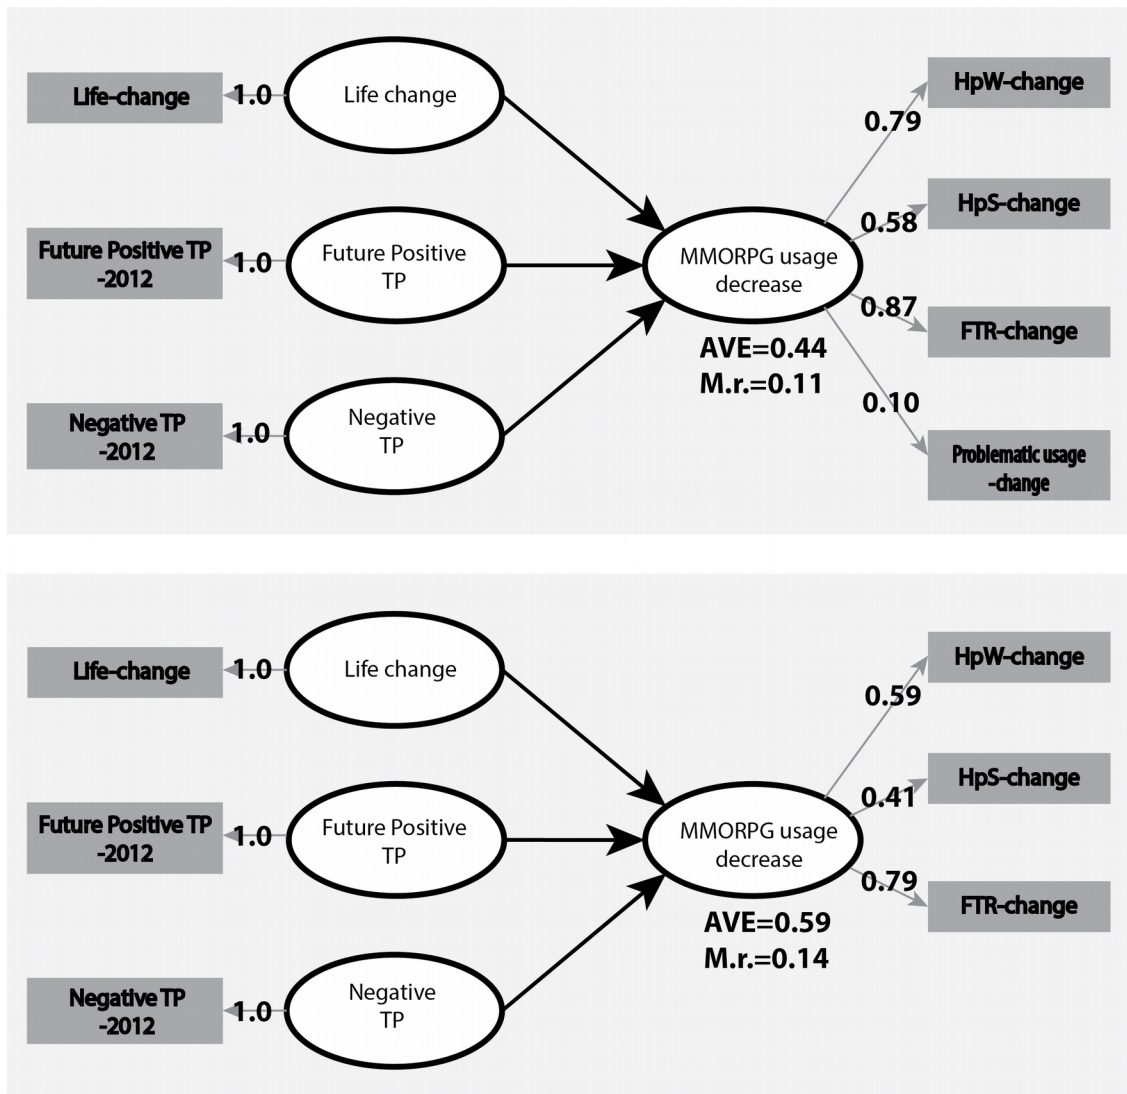 Life-change
1.0
Life change
HpW-change
0.79
Future Positive TP
-2012
1.0
Future Positive
TP
MMORPG usage
decrease
AVE=0.44
M.r.=0.11
0.58
HpS-change
0.87
FTR-change
0.10
Problematic usage
-change
Negative TP
-2012
1.0
Negative
TP
Life-change
1.0
Life change
HpW-change
0.59
Future Positive TP
-2012
1.0
Future Positive
TP
MMORPG usage
decrease
AVE=0.59
M.r.=0.14
0.41
HpS-change
0.79
FTR-change
Negative TP
-2012
1.0
Negative
TP